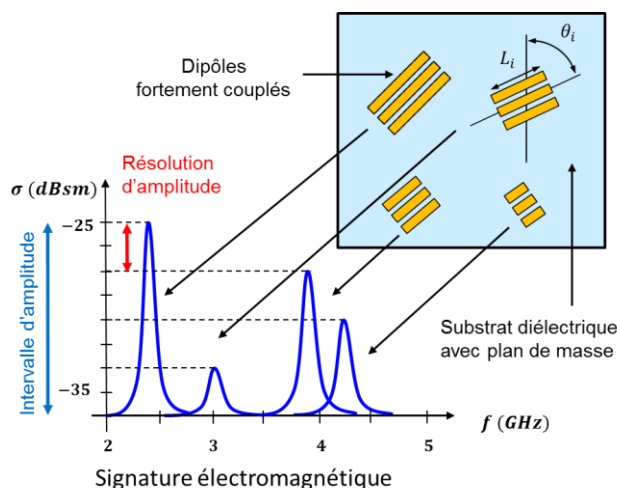 Dipôles
fortement couplés
θi
Li
Résolution
d'amplitude
σ (dBsm)
−25
Intervalle d'amplitude
−35
Substrat diélectrique
avec plan de masse
f (GHz)
2 3 4 5
Signature électromagnétique